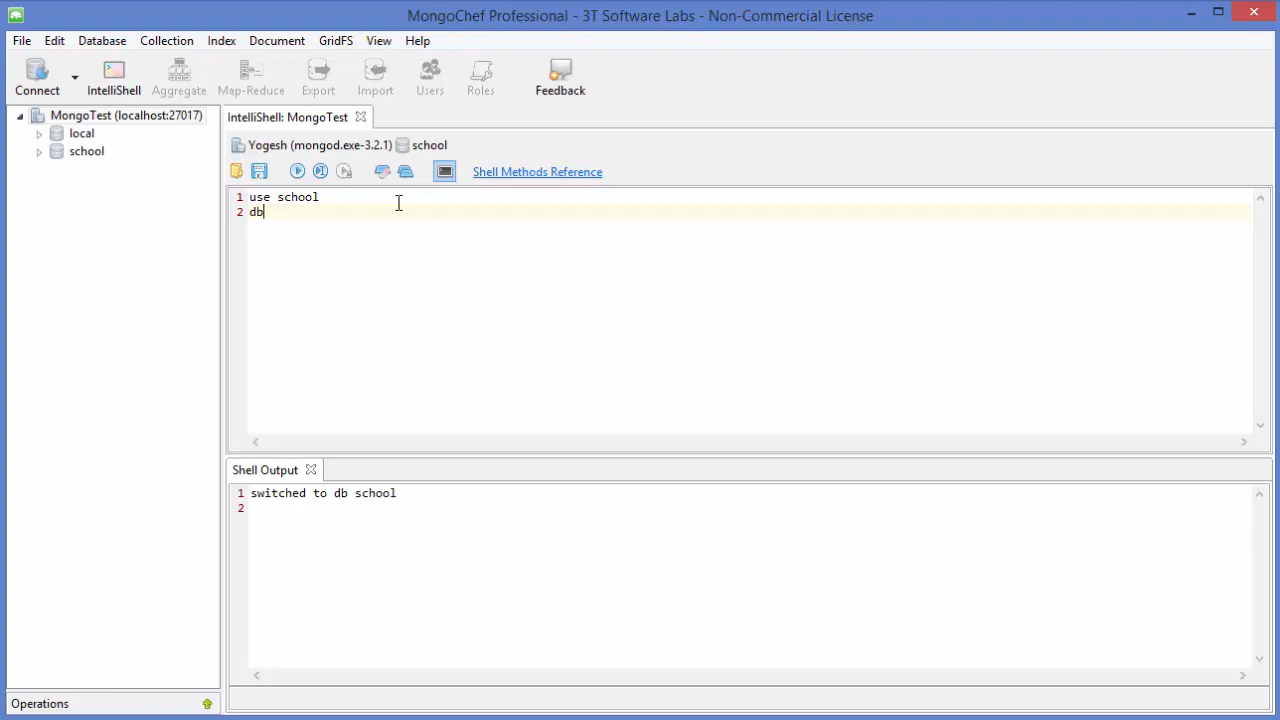 MongoChef Professional - 3T Software Labs - Non-Commercial License
File Edit Database Collection Index Document GridFS View Help
Connect IntelliShell Aggregate Map-Reduce Export Import Users Roles Feedback
MongoTest (localhost:27017)
local
school
IntelliShell: MongoTest
Yogesh (mongod.exe-3.2.1) school
Shell Methods Reference
1 use school
2 db
Shell Output
1 switched to db school
2
Operations